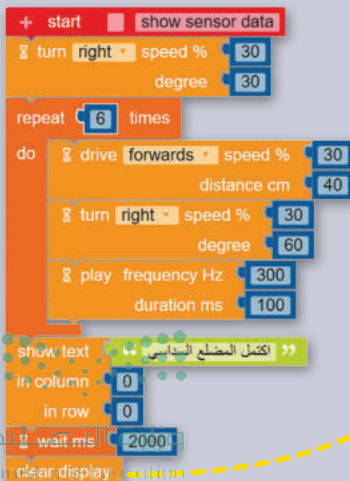 + start show sensor data
turn right speed % 30
degree 30
repeat 6 times
do drive forwards speed % 30
distance cm 40
turn right speed % 30
degree 60
play frequency Hz 300
duration ms 100
show text “ اكتمل المضلع السداسي ”
in column 0
in row 0
wait ms 2000
clear display